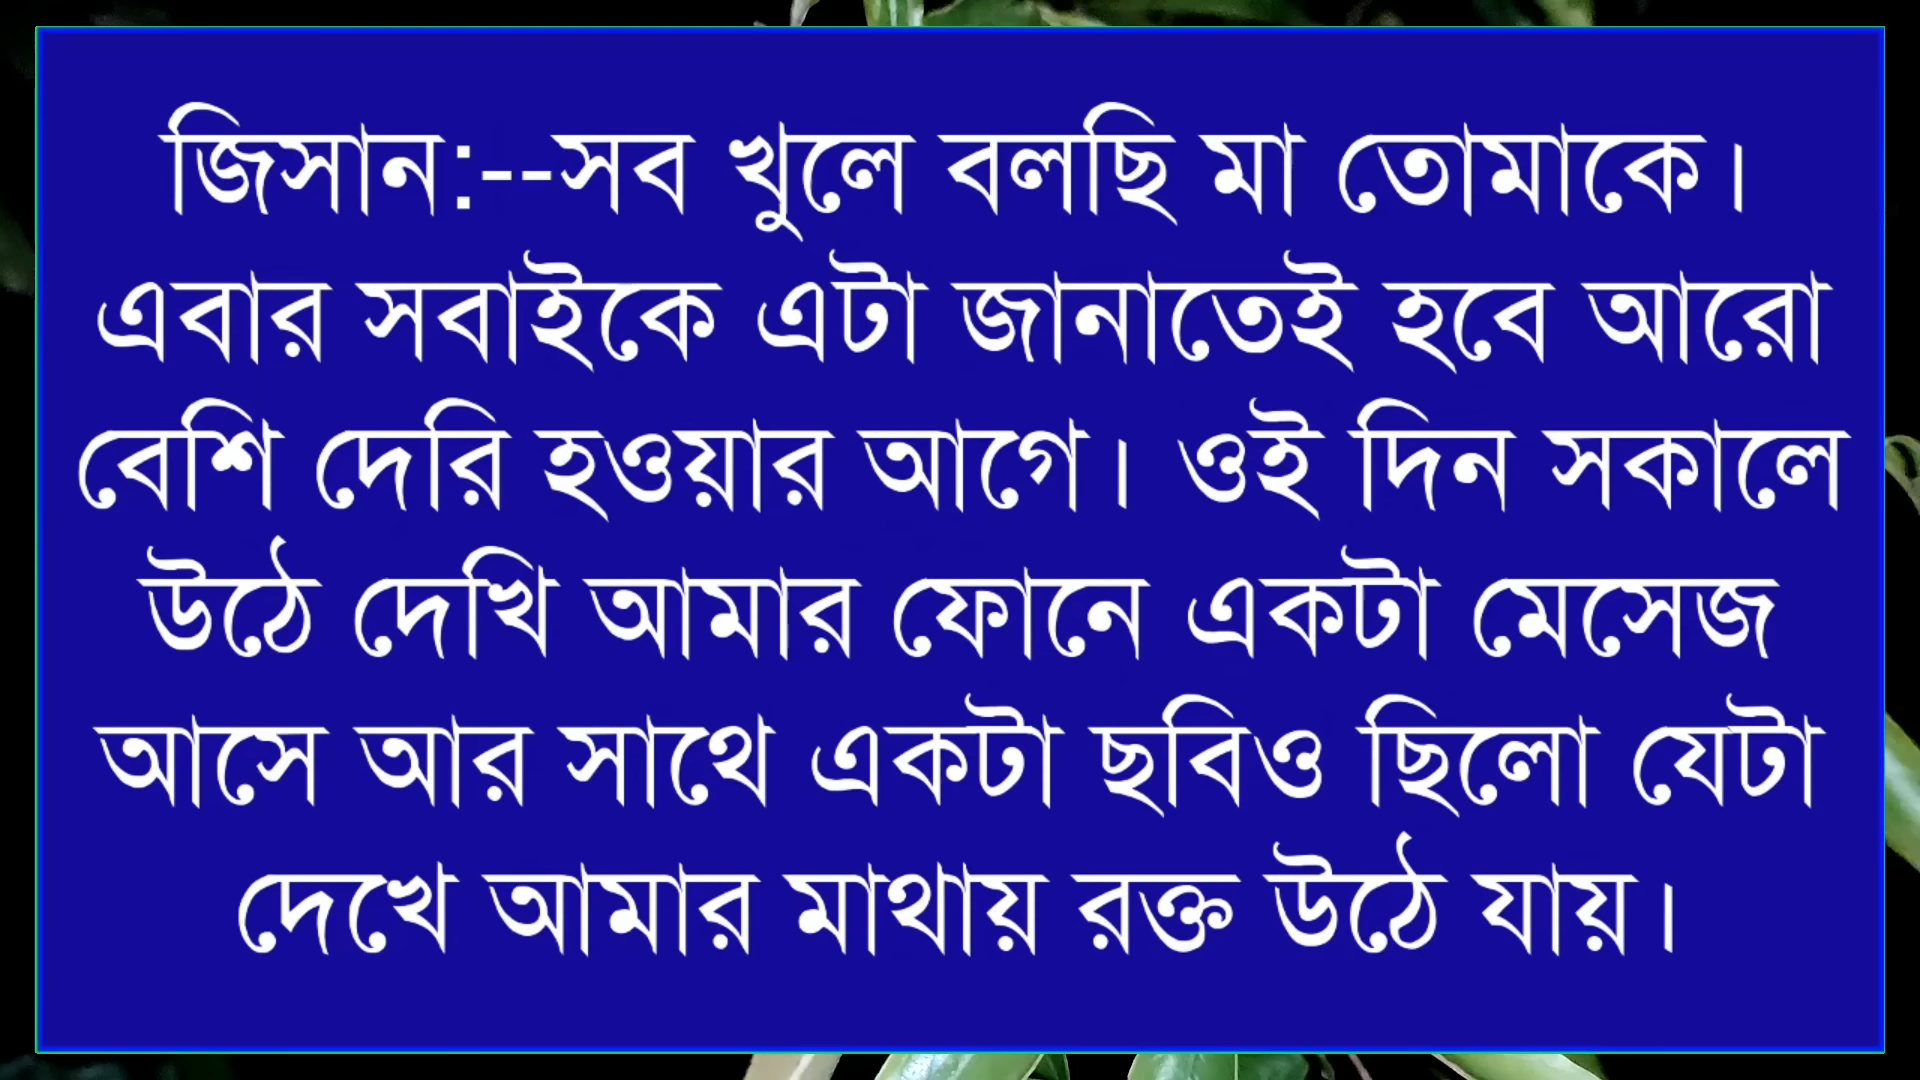 জিসান:--সব খুলে বলছি মা তোমাকে।
এবার সবাইকে এটা জানাতেই হবে আরো
বেশি দেরি হওয়ার আগে। ওই দিন সকালে
উঠে দেখি আমার ফোনে একটা মেসেজ
আসে আর সাথে একটা ছবিও ছিলো যেটা
দেখে আমার মাথায় রক্ত উঠে যায়।